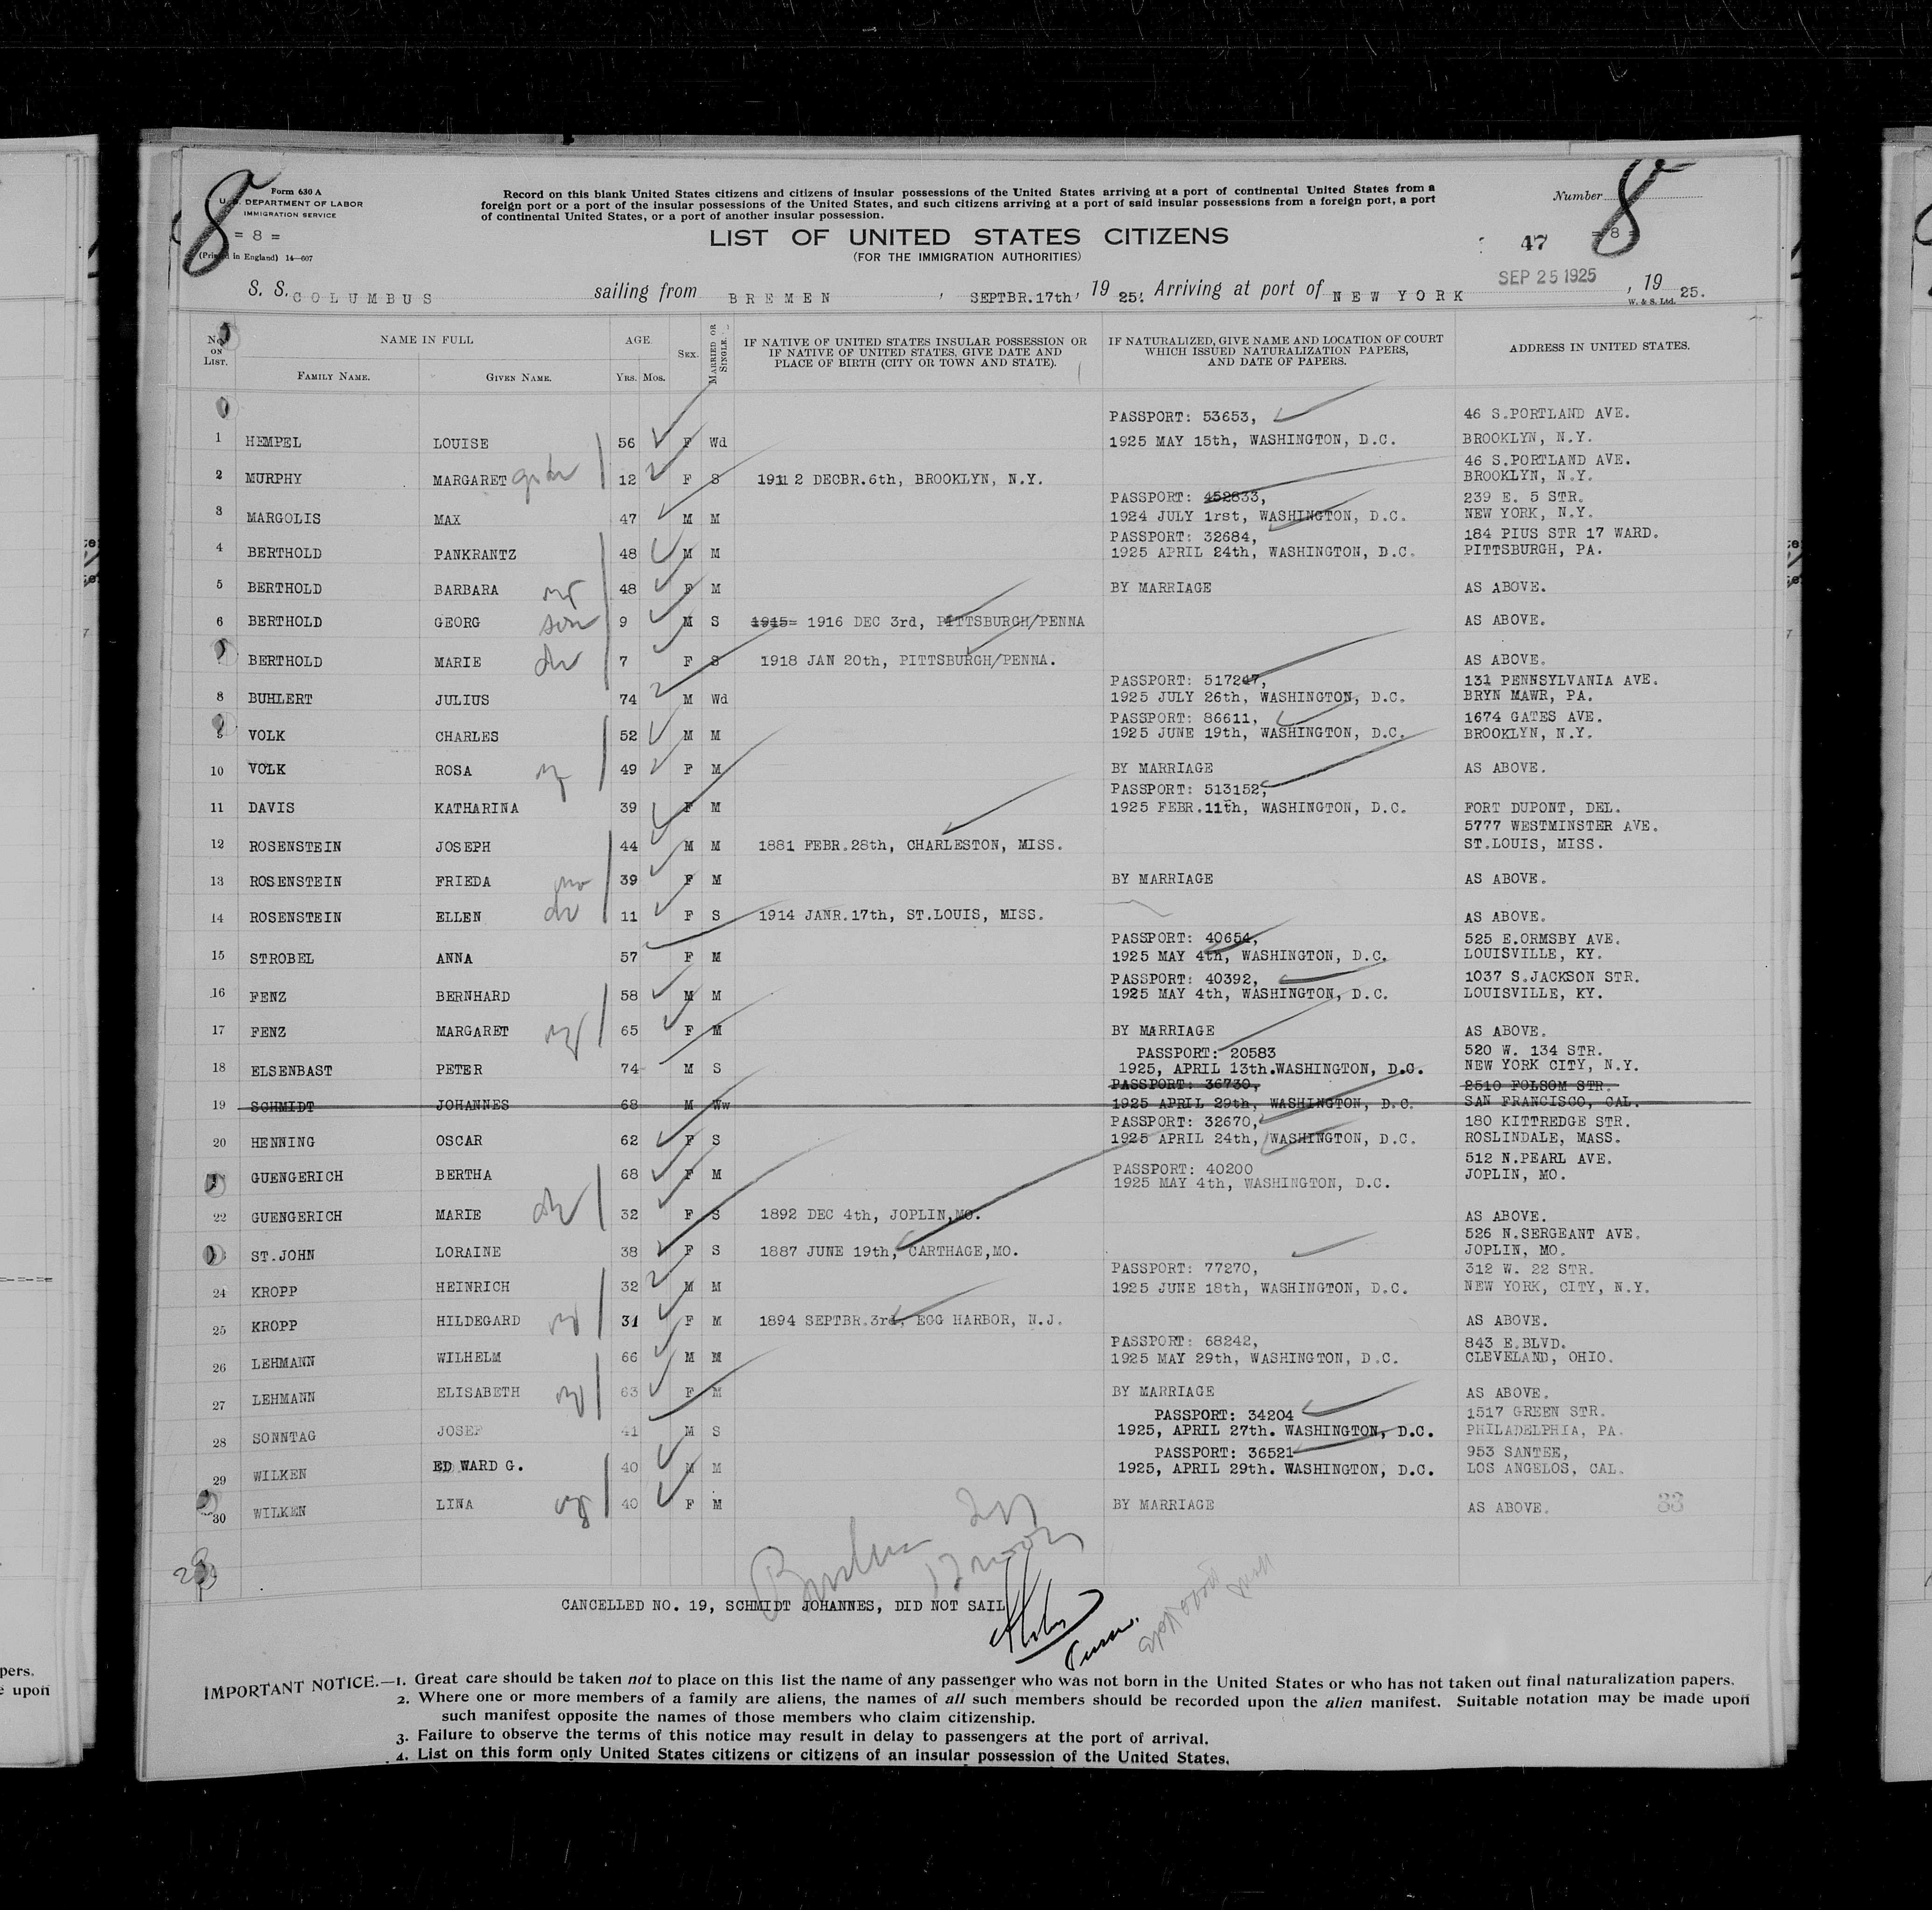 8
Form 630 A
U. S. DEPARTMENT OF LABOR
IMMIGRATION SERVICE
= 8 =
(Printed in England) 14—607
Record on this blank United States citizens and citizens of insular possessions of the United States arriving at a port of continental United States from a
foreign port or a port of the insular possessions of the United States, and such citizens arriving at a port of said insular possessions from a foreign port, a port
of continental United States, or a port of another insular possession.
Number 8
= 8 =
LIST OF UNITED STATES CITIZENS
(FOR THE IMMIGRATION AUTHORITIES)
47
S. S. COLUMBUS sailing from BREMEN, SEPTBR.17th, 1925. Arriving at port of NEW YORK SEP 25 1925, 1925.
W. & S. Ltd.
No. ON LIST. NAME IN FULL AGE SEX. MARRIED OR SINGLE. IF NATIVE OF UNITED STATES INSULAR POSSESSION OR IF NATIVE OF UNITED STATES, GIVE DATE AND PLACE OF BIRTH (CITY OR TOWN AND STATE). IF NATURALIZED, GIVE NAME AND LOCATION OF COURT WHICH ISSUED NATURALIZATION PAPERS, AND DATE OF PAPERS. ADDRESS IN UNITED STATES.
FAMILY NAME. GIVEN NAME. YRS. MOS.
PASSPORT: 53653, 46 S.PORTLAND AVE.
1 HEMPEL LOUISE 56 F Wd 1925 MAY 15th, WASHINGTON, D.C. BROOKLYN, N.Y.
46 S.PORTLAND AVE.
2 MURPHY MARGARET 12 F S 1911 2 DECBR.6th, BROOKLYN, N.Y. BROOKLYN, N.Y.
PASSPORT: 452833, 239 E. 5 STR.
3 MARGOLIS MAX 47 M M 1924 JULY 1rst, WASHINGTON, D.C. NEW YORK, N.Y.
PASSPORT: 32684, 184 PIUS STR 17 WARD.
4 BERTHOLD PANKRANTZ 48 M M 1925 APRIL 24th, WASHINGTON, D.C. PITTSBURGH, PA.
5 BERTHOLD BARBARA 48 F M BY MARRIAGE AS ABOVE.
6 BERTHOLD GEORG son 9 M S 1915= 1916 DEC 3rd, PITTSBURGH/PENNA AS ABOVE.
BERTHOLD MARIE 7 F S 1918 JAN 20th, PITTSBURGH/PENNA. AS ABOVE.
PASSPORT: 517247, 131 PENNSYLVANIA AVE.
8 BUHLERT JULIUS 74 M Wd 1925 JULY 26th, WASHINGTON, D.C. BRYN MAWR, PA.
PASSPORT: 86611, 1674 GATES AVE.
9 VOLK CHARLES 52 M M 1925 JUNE 19th, WASHINGTON, D.C. BROOKLYN, N.Y.
10 VOLK ROSA 49 F M BY MARRIAGE AS ABOVE.
PASSPORT: 513152,
11 DAVIS KATHARINA 39 F M 1925 FEBR.11th, WASHINGTON, D.C. FORT DUPONT, DEL.
5777 WESTMINSTER AVE.
12 ROSENSTEIN JOSEPH 44 M M 1881 FEBR.28th, CHARLESTON, MISS. ST.LOUIS, MISS.
13 ROSENSTEIN FRIEDA 39 F M BY MARRIAGE AS ABOVE.
14 ROSENSTEIN ELLEN 11 F S 1914 JANR.17th, ST.LOUIS, MISS. AS ABOVE.
PASSPORT: 40654, 525 E.ORMSBY AVE.
15 STROBEL ANNA 57 F M 1925 MAY 4th, WASHINGTON, D.C. LOUISVILLE, KY.
PASSPORT: 40392, 1037 S.JACKSON STR.
16 FENZ BERNHARD 58 M M 1925 MAY 4th, WASHINGTON, D.C. LOUISVILLE, KY.
17 FENZ MARGARET 65 F M BY MARRIAGE AS ABOVE.
PASSPORT: 20583 520 W. 134 STR.
18 ELSENBAST PETER 74 M S 1925, APRIL 13th.WASHINGTON, D.C. NEW YORK CITY, N.Y.
PASSPORT: 36730, 2510 FOLSOM STR.
19 SCHMIDT JOHANNES 68 M Ww 1925 APRIL 29th, WASHINGTON, D.C. SAN FRANCISCO, CAL.
PASSPORT: 32670, 180 KITTREDGE STR.
20 HENNING OSCAR 62 F S 1925 APRIL 24th, WASHINGTON, D.C. ROSLINDALE, MASS.
PASSPORT: 40200 512 N.PEARL AVE.
GUENGERICH BERTHA 68 F M 1925 MAY 4th, WASHINGTON, D.C. JOPLIN, MO.
22 GUENGERICH MARIE 32 F S 1892 DEC 4th, JOPLIN,MO. AS ABOVE.
526 N.SERGEANT AVE.
ST.JOHN LORAINE 38 F S 1887 JUNE 19th, CARTHAGE,MO. JOPLIN, MO.
PASSPORT: 77270, 312 W. 22 STR.
24 KROPP HEINRICH 32 M M 1925 JUNE 18th, WASHINGTON, D.C. NEW YORK, CITY, N.Y.
25 KROPP HILDEGARD 31 F M 1894 SEPTBR.3rd, EGG HARBOR, N.J. AS ABOVE.
PASSPORT: 68242, 843 E.BLVD.
26 LEHMANN WILHELM 66 M M 1925 MAY 29th, WASHINGTON, D.C. CLEVELAND, OHIO.
27 LEHMANN ELISABETH 63 F M BY MARRIAGE AS ABOVE.
PASSPORT: 34204 1517 GREEN STR.
28 SONNTAG JOSEF 41 M S 1925, APRIL 27th. WASHINGTON, D.C. PHILADELPHIA, PA.
PASSPORT: 36521 953 SANTEE,
29 WILKEN ED WARD G. 40 M M 1925, APRIL 29th. WASHINGTON, D.C. LOS ANGELOS, CAL.
30 WILKEN LINA 40 F M BY MARRIAGE AS ABOVE. 33
CANCELLED NO. 19, SCHMIDT JOHANNES, DID NOT SAIL
IMPORTANT NOTICE.—1. Great care should be taken not to place on this list the name of any passenger who was not born in the United States or who has not taken out final naturalization papers.
2. Where one or more members of a family are aliens, the names of all such members should be recorded upon the alien manifest. Suitable notation may be made upon
such manifest opposite the names of those members who claim citizenship.
3. Failure to observe the terms of this notice may result in delay to passengers at the port of arrival.
4. List on this form only United States citizens or citizens of an insular possession of the United States.
pers.
e upon